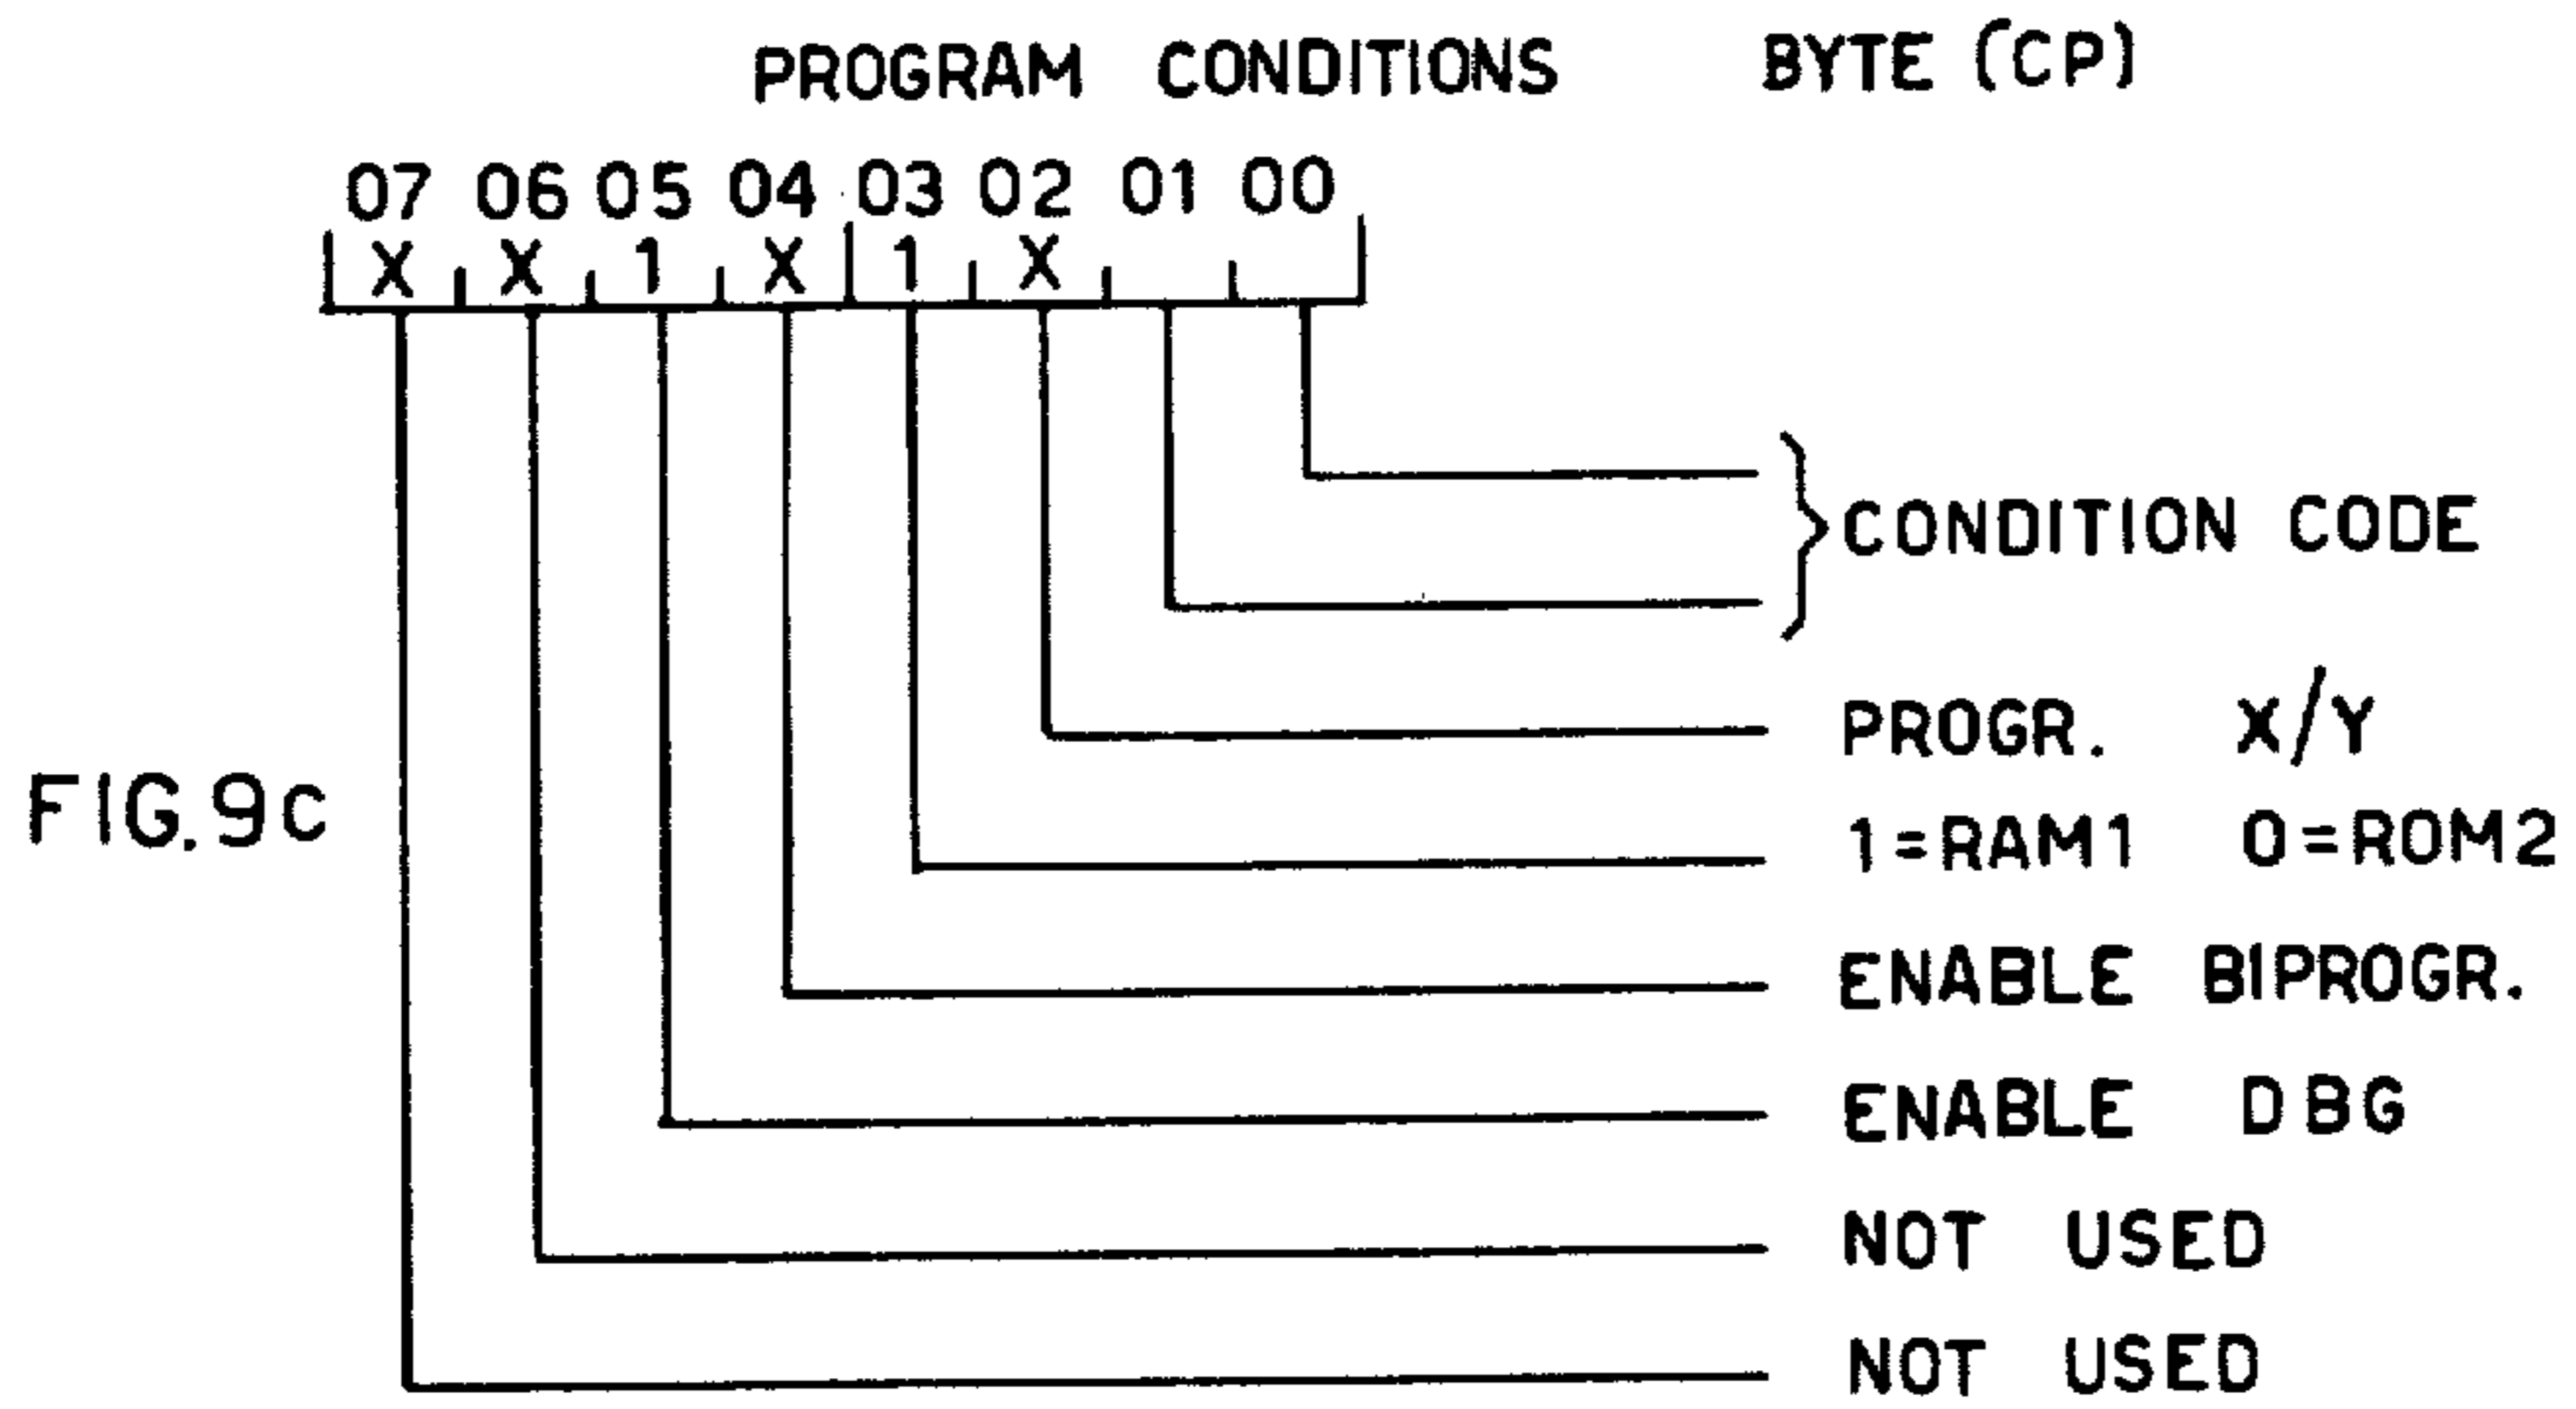 PROGRAM CONDITIONS BYTE (CP)
07 06 05 04 03 02 01 00
X X 1 X 1 X
CONDITION CODE
PROGR. X/Y
FIG.9c
1=RAM1 0=ROM2
ENABLE BIPROGR.
ENABLE DBG
NOT USED
NOT USED